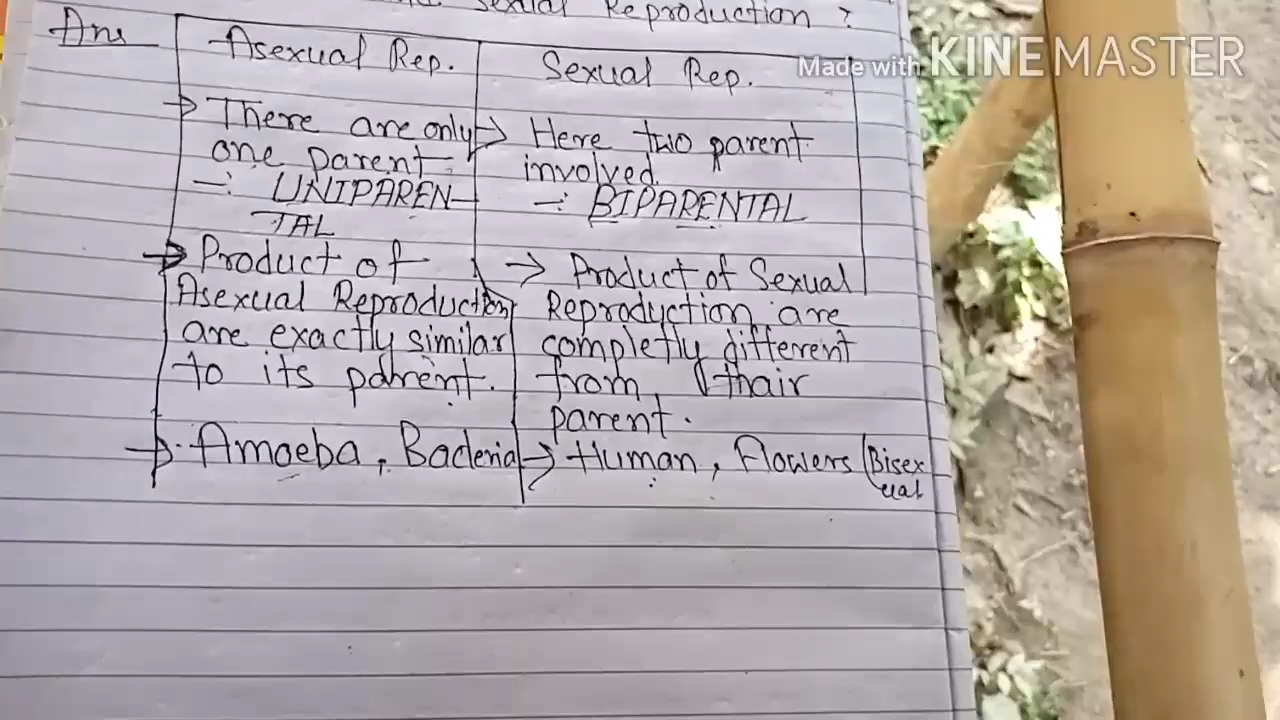 Sexual Reproduction ?
Made with KINEMASTER
Ans
Asexual Rep.
Sexual Rep.
→ There are only
one parent
-: UNIPAREN-
TAL
→ Here two parent
involved.
-: BIPARENTAL
→ Product of
Asexual Reproduction
are exactly similar
to its parent.
→ Product of Sexual
Reproduction are
completly different
from thair
parent.
→ Amoeba, Bacteria
→ Human, Flowers (Bisex
ual